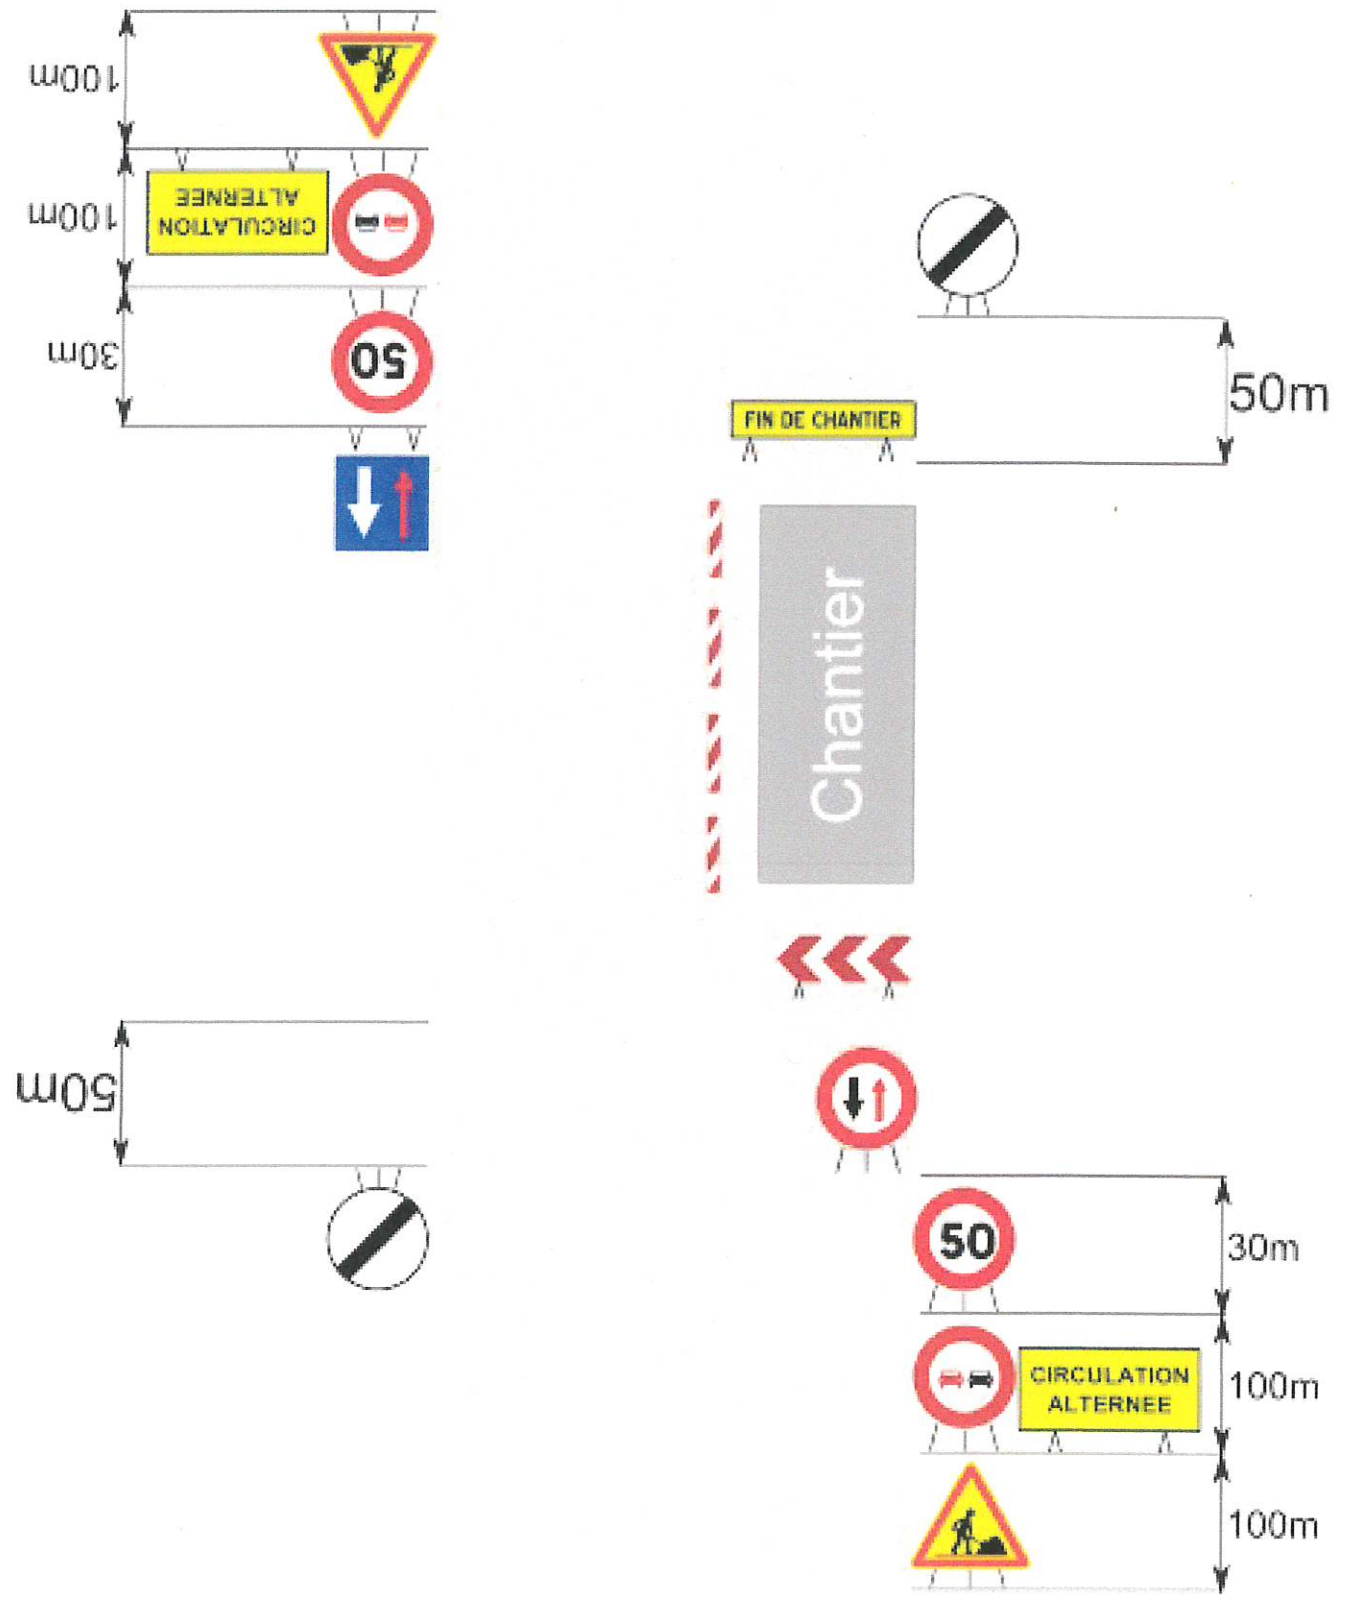 100m
100m
CIRCULATION
ALTERNEE
30m
50
50m
FIN DE CHANTIER
Chantier
50m
50
30m
CIRCULATION
ALTERNEE
100m
100m